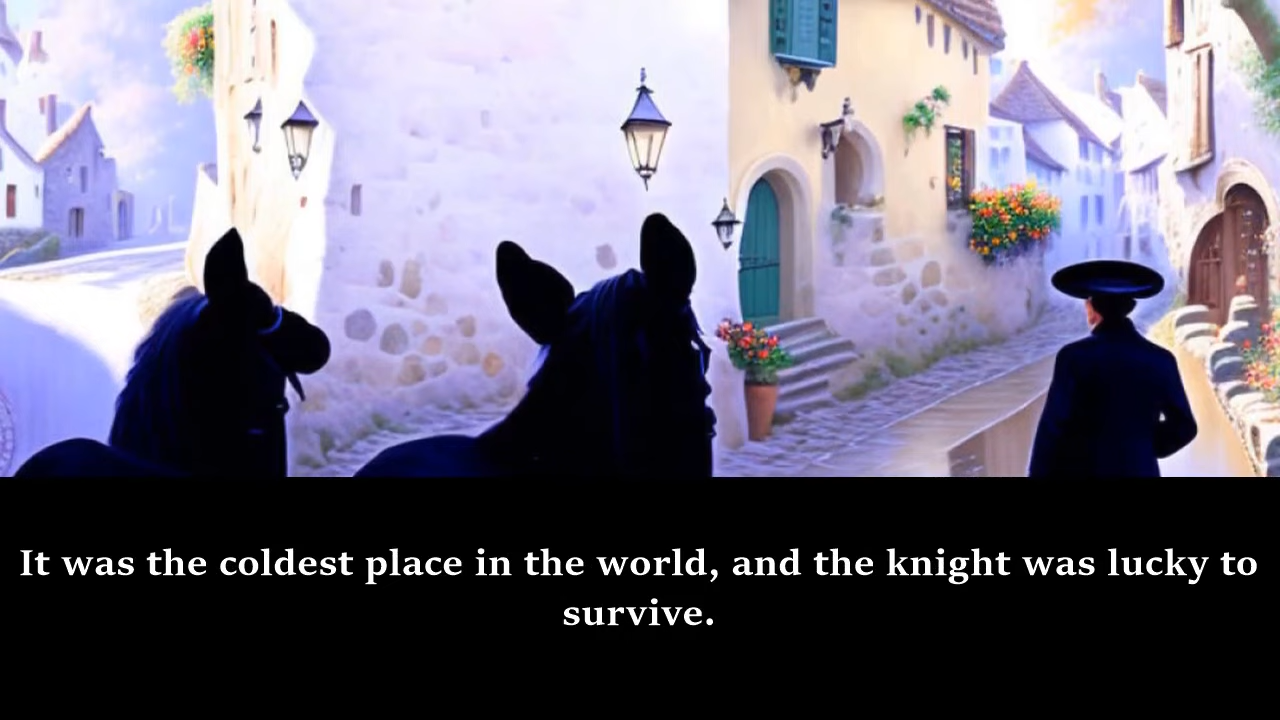 It was the coldest place in the world, and the knight was lucky to
survive.